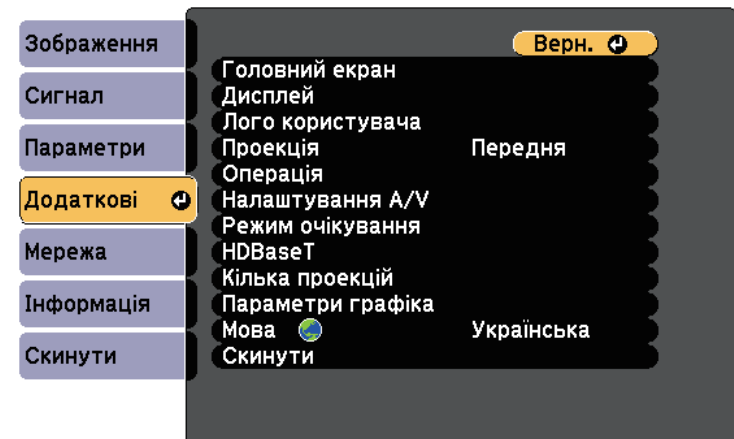 Зображення
Сигнал
Параметри
Додаткові
Мережа
Інформація
Скинути
Верн.
Головний екран
Дисплей
Лого користувача
Проекція Передня
Операція
Налаштування A/V
Режим очікування
HDBaseT
Кілька проекцій
Параметри графіка
Мова Українська
Скинути